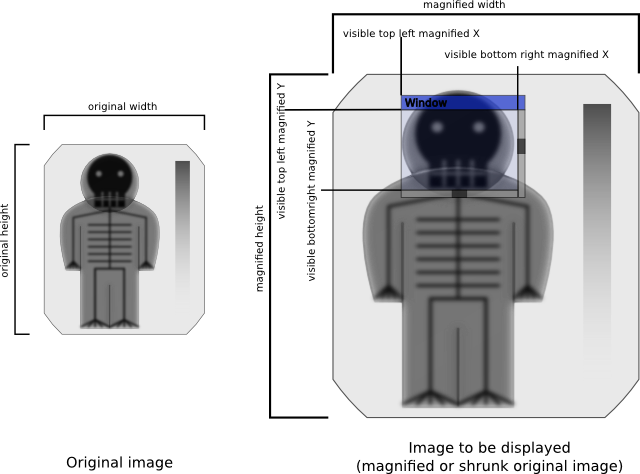 magnified width
visible top left magnified X
visible bottom right magnified X
Window
original width
original height
visible top left magnified Y
visible bottomright magnified Y
magnified height
Original image
Image to be displayed
(magnified or shrunk original image)